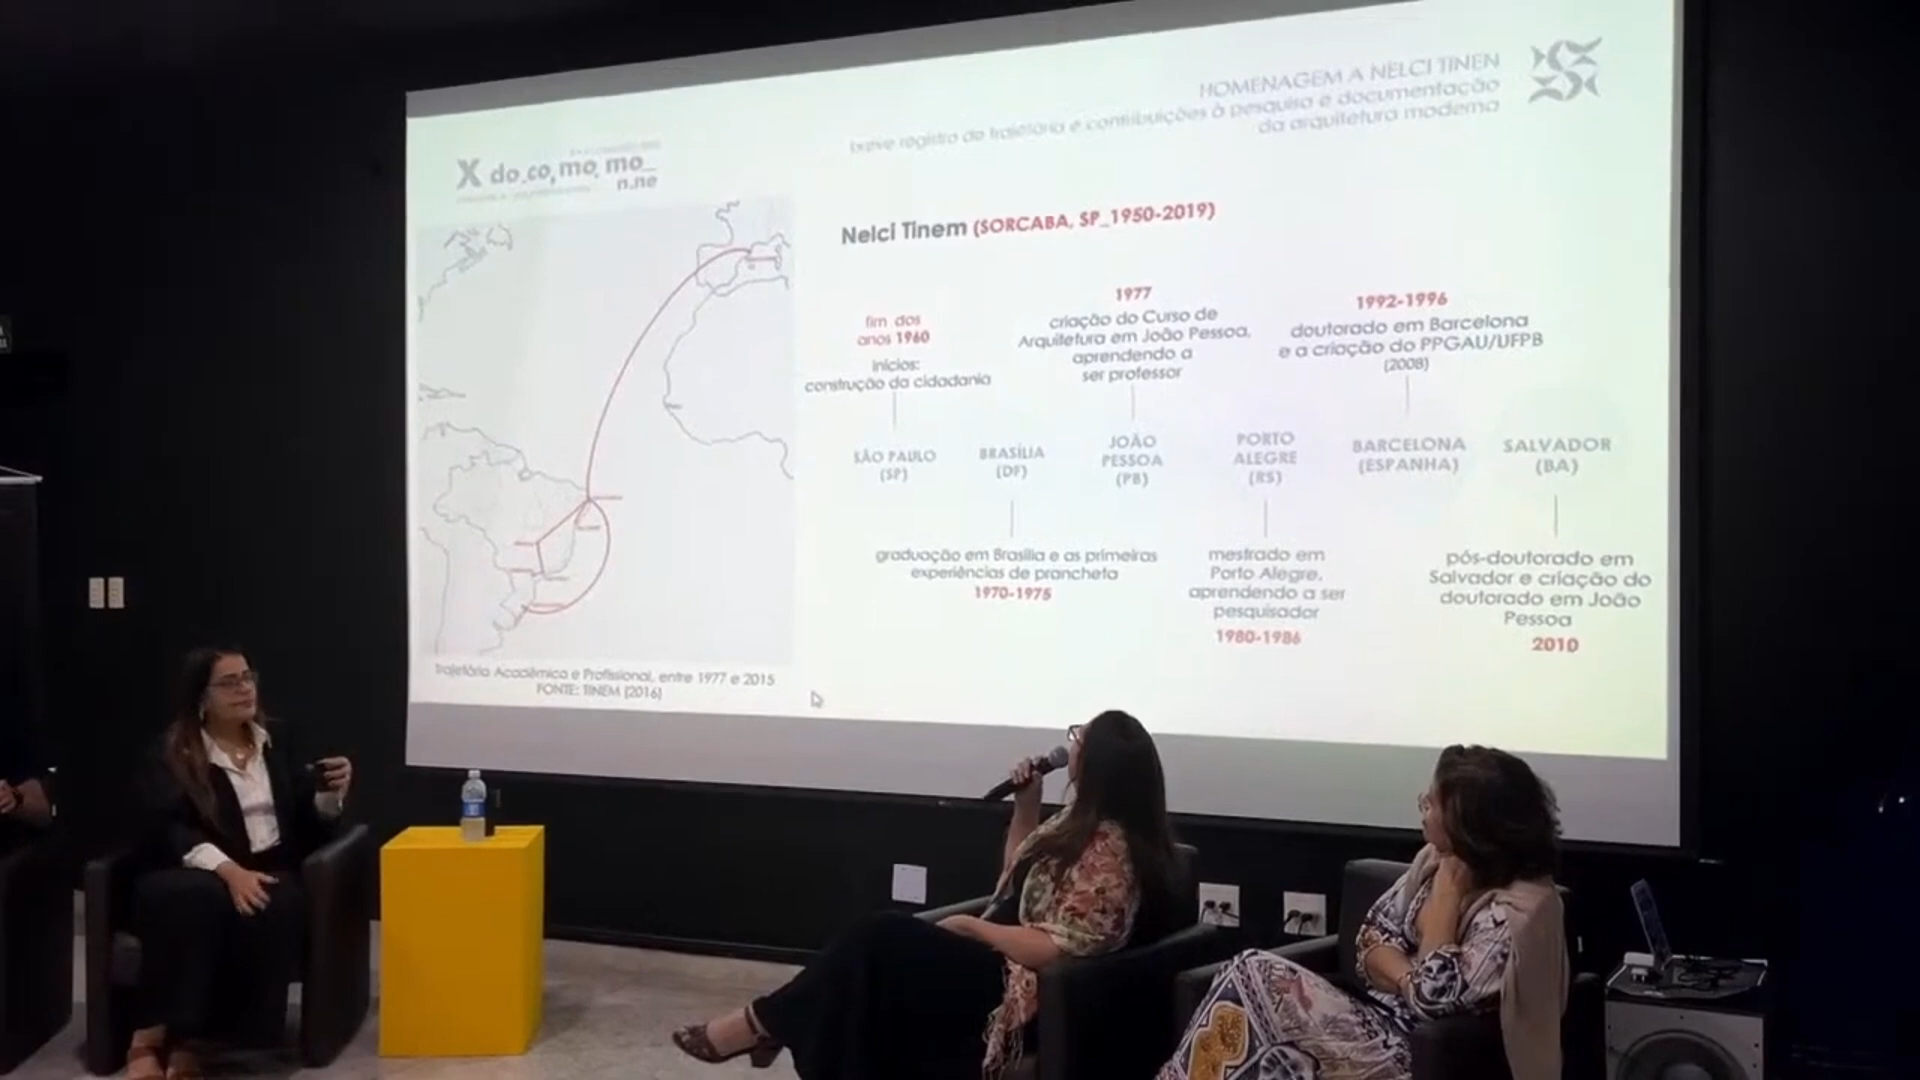 HOMENAGEM A NELCI TINEN
breve registro da trajetória e contribuições à pesquisa e documentação
da arquitetura moderna
X do_co_mo_mo_
n.ne
Nelci Tinem (SORCABA, SP_1950-2019)
fim dos
anos 1960
Inícios:
construção da cidadania
1977
criação do Curso de
Arquitetura em João Pessoa,
aprendendo a
ser professor
1992-1996
doutorado em Barcelona
e a criação do PPGAU/UFPB
(2008)
SÃO PAULO
(SP)
BRASÍLIA
(DF)
JOÃO
PESSOA
(PB)
PORTO
ALEGRE
(RS)
BARCELONA
(ESPANHA)
SALVADOR
(BA)
graduação em Brasília e as primeiras
experiências de prancheta
1970-1975
mestrado em
Porto Alegre,
aprendendo a ser
pesquisador
1980-1986
pós-doutorado em
Salvador e criação do
doutorado em João
Pessoa
2010
Trajetória Acadêmica e Profissional, entre 1977 e 2015
FONTE: TINEM (2016)